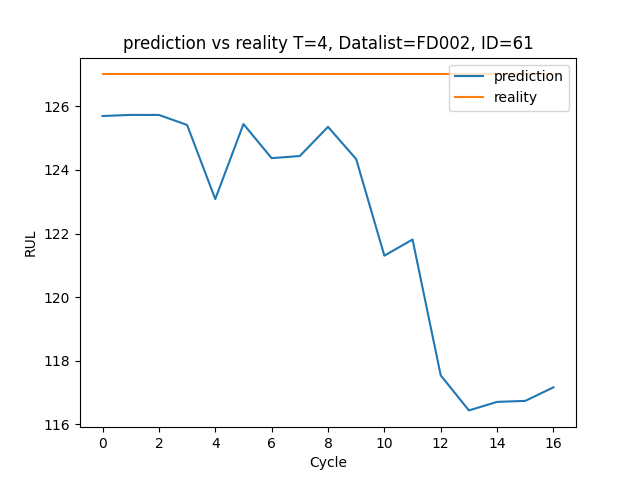 prediction vs reality T=4, Datalist=FD002, ID=61
prediction
reality
126
124
122
120
118
116
RUL
0 2 4 6 8 10 12 14 16
Cycle